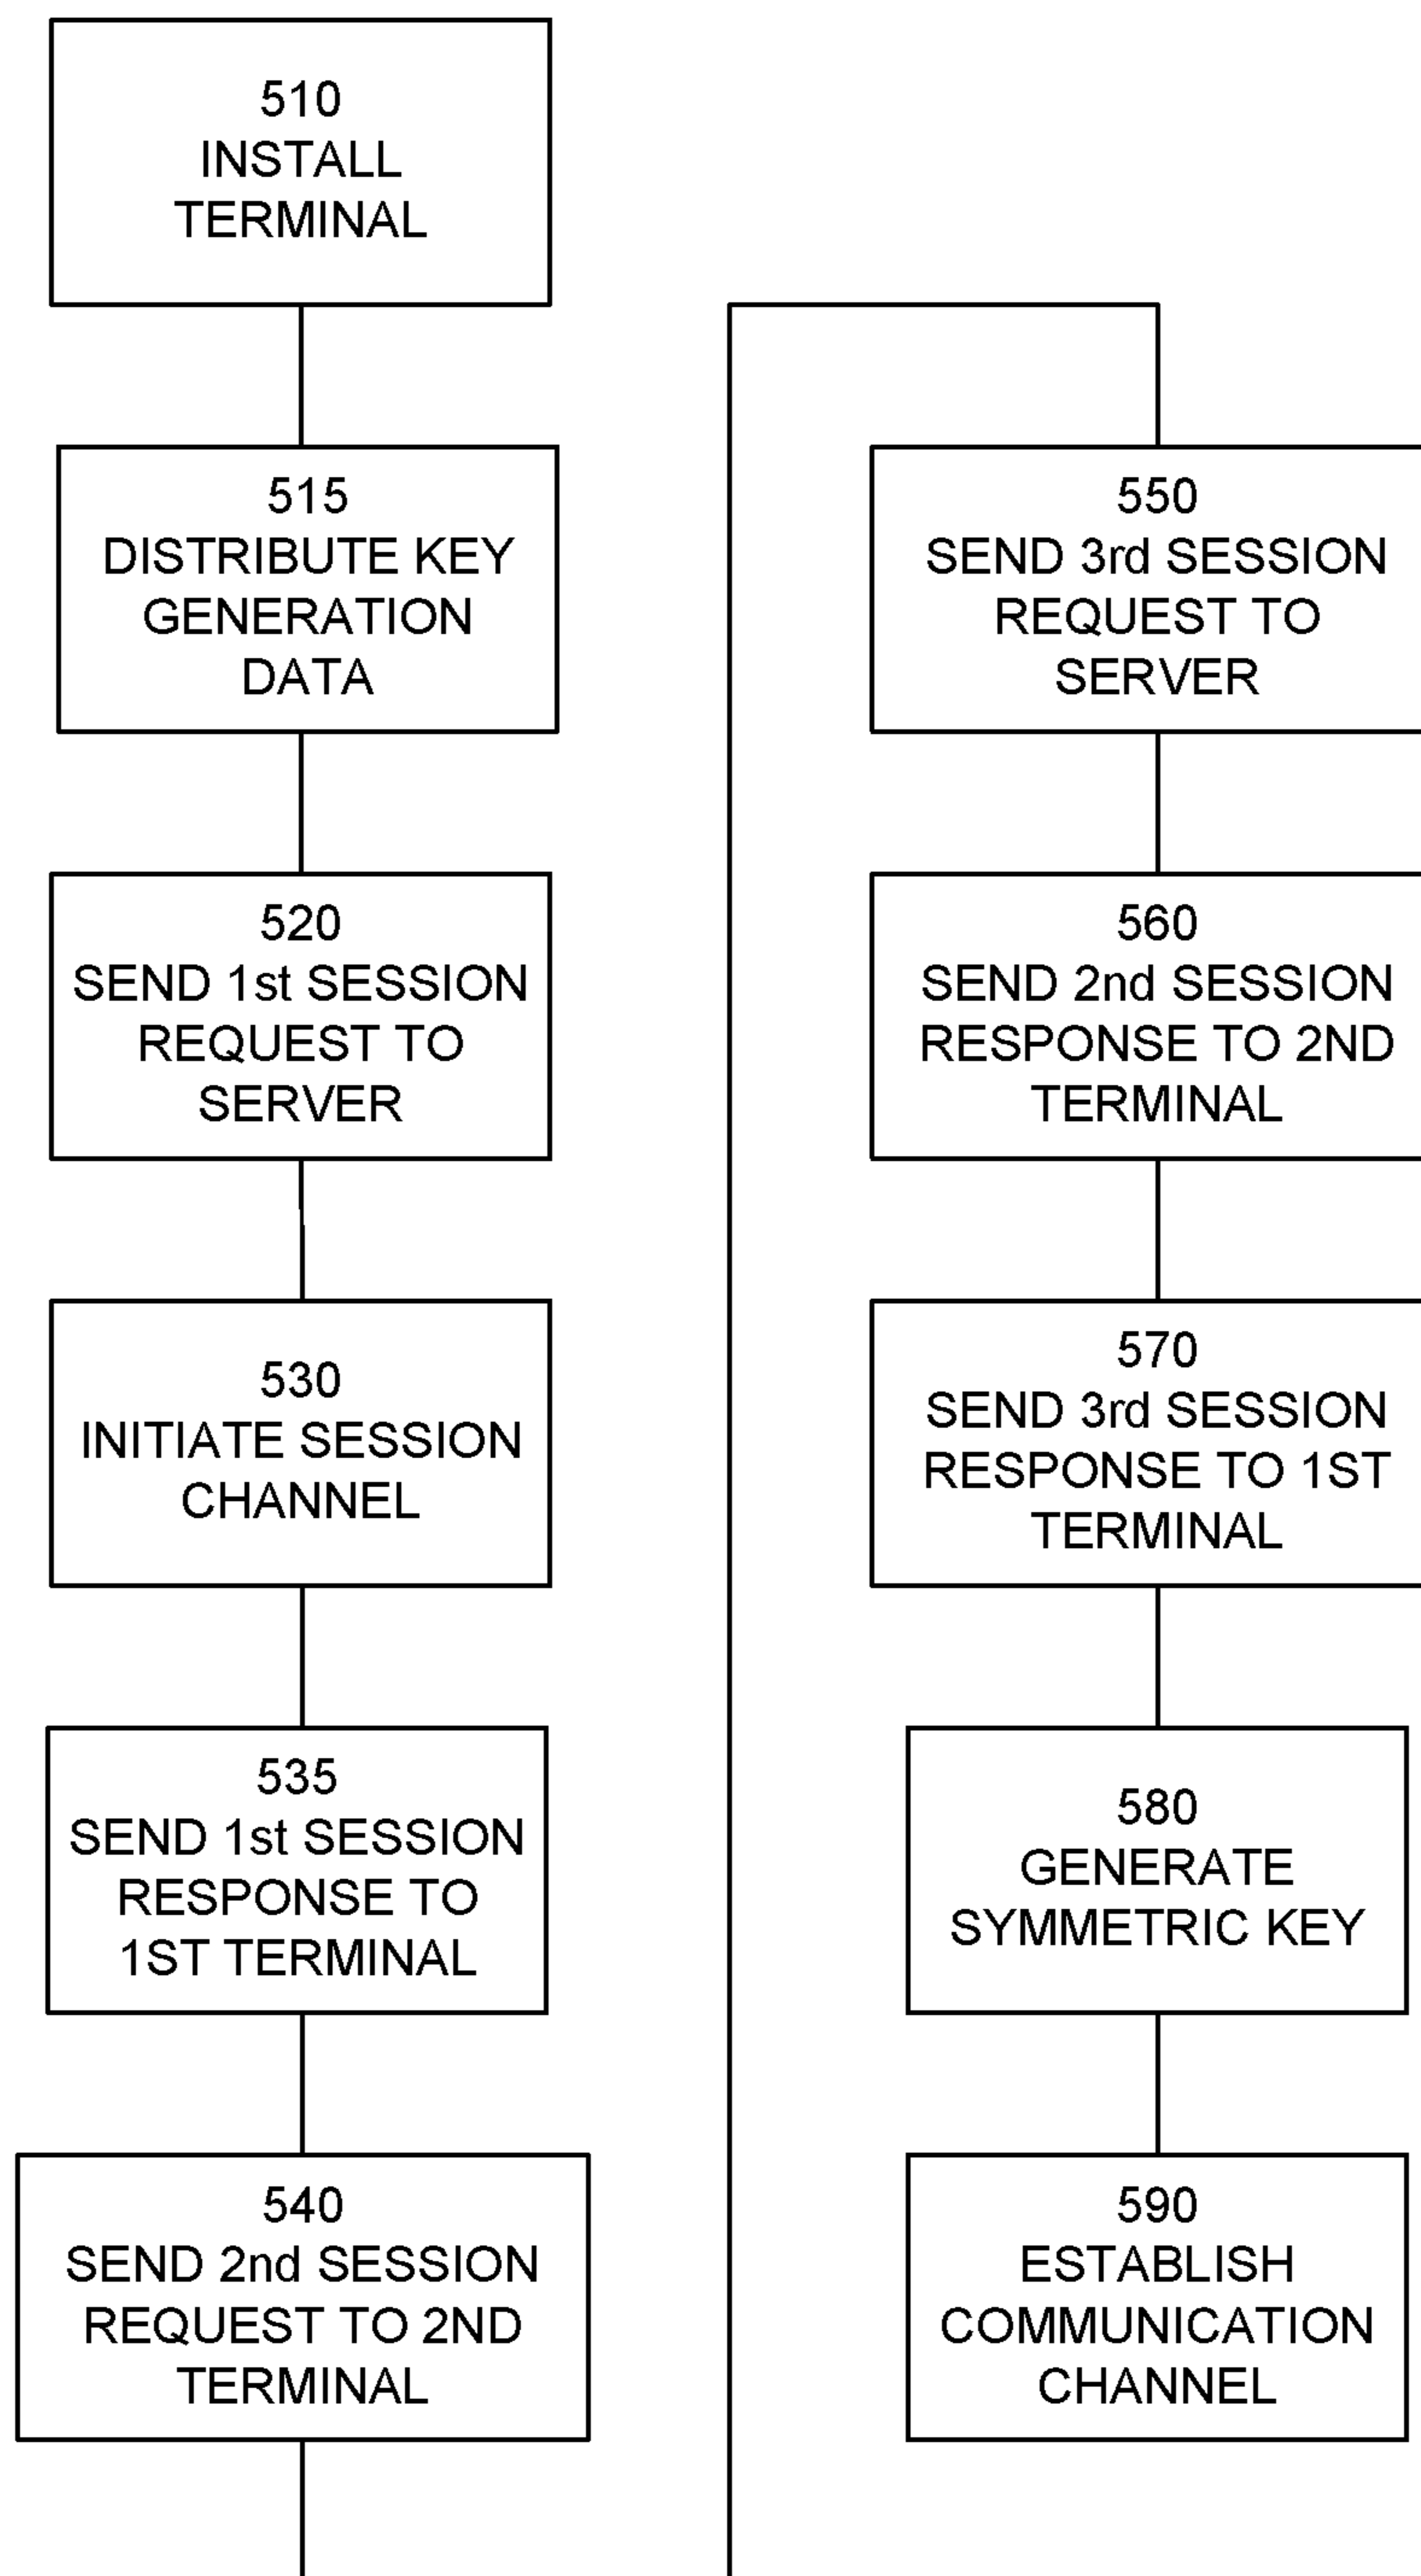 510
INSTALL
TERMINAL
515
DISTRIBUTE KEY
GENERATION
DATA
520
SEND 1st SESSION
REQUEST TO
SERVER
530
INITIATE SESSION
CHANNEL
535
SEND 1st SESSION
RESPONSE TO
1ST TERMINAL
540
SEND 2nd SESSION
REQUEST TO 2ND
TERMINAL
550
SEND 3rd SESSION
REQUEST TO
SERVER
560
SEND 2nd SESSION
RESPONSE TO 2ND
TERMINAL
570
SEND 3rd SESSION
RESPONSE TO 1ST
TERMINAL
580
GENERATE
SYMMETRIC KEY
590
ESTABLISH
COMMUNICATION
CHANNEL